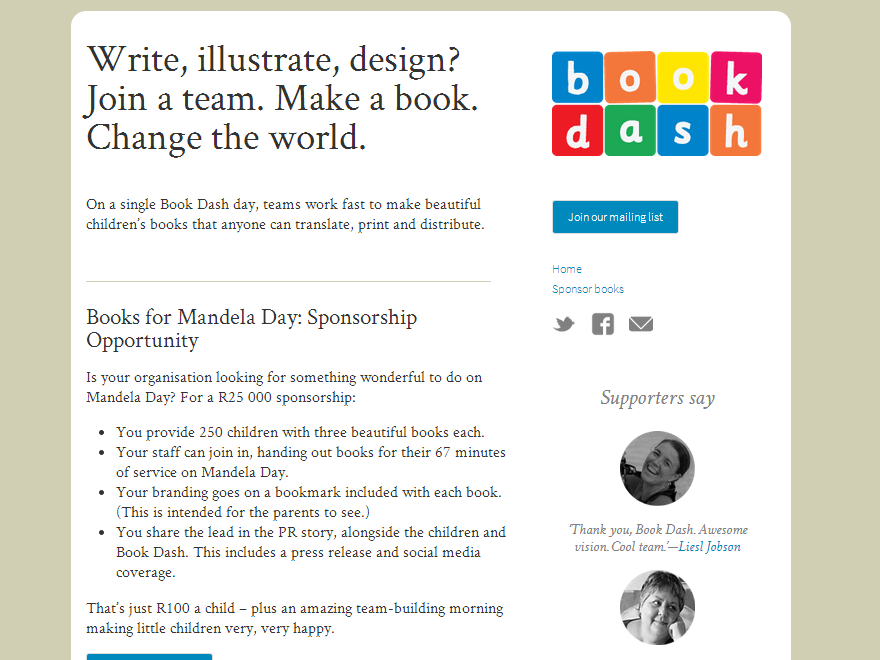 Write, illustrate, design?
Join a team. Make a book.
Change the world.
On a single Book Dash day, teams work fast to make beautiful
children's books that anyone can translate, print and distribute.
Books for Mandela Day: Sponsorship
Opportunity
Is your organisation looking for something wonderful to do on
Mandela Day? For a R25 000 sponsorship:
• You provide 250 children with three beautiful books each.
• Your staff can join in, handing out books for their 67 minutes
of service on Mandela Day.
• Your branding goes on a bookmark included with each book.
(This is intended for the parents to see.)
• You share the lead in the PR story, alongside the children and
Book Dash. This includes a press release and social media
coverage.
That's just R100 a child – plus an amazing team-building morning
making little children very, very happy.
book
dash
Join our mailing list
Home
Sponsor books
Supporters say
'Thank you, Book Dash. Awesome
vision. Cool team.'—Liesl Jobson